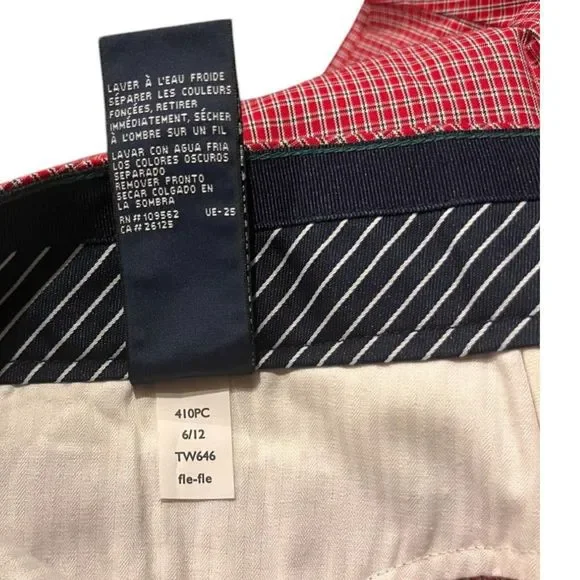 LAVER À L'EAU FROIDE
SÉPARER LES COULEURS
FONCÉES, RETIRER
IMMÉDIATEMENT, SÉCHER
À L'OMBRE SUR UN FIL
LAVAR CON AGUA FRIA
LOS COLORES OSCUROS
SEPARADO
REMOVER PRONTO
SECAR COLGADO EN
LA SOMBRA
RN# 109562 UE-25
CA# 26125
410PC
6/12
TW646
fle-fle